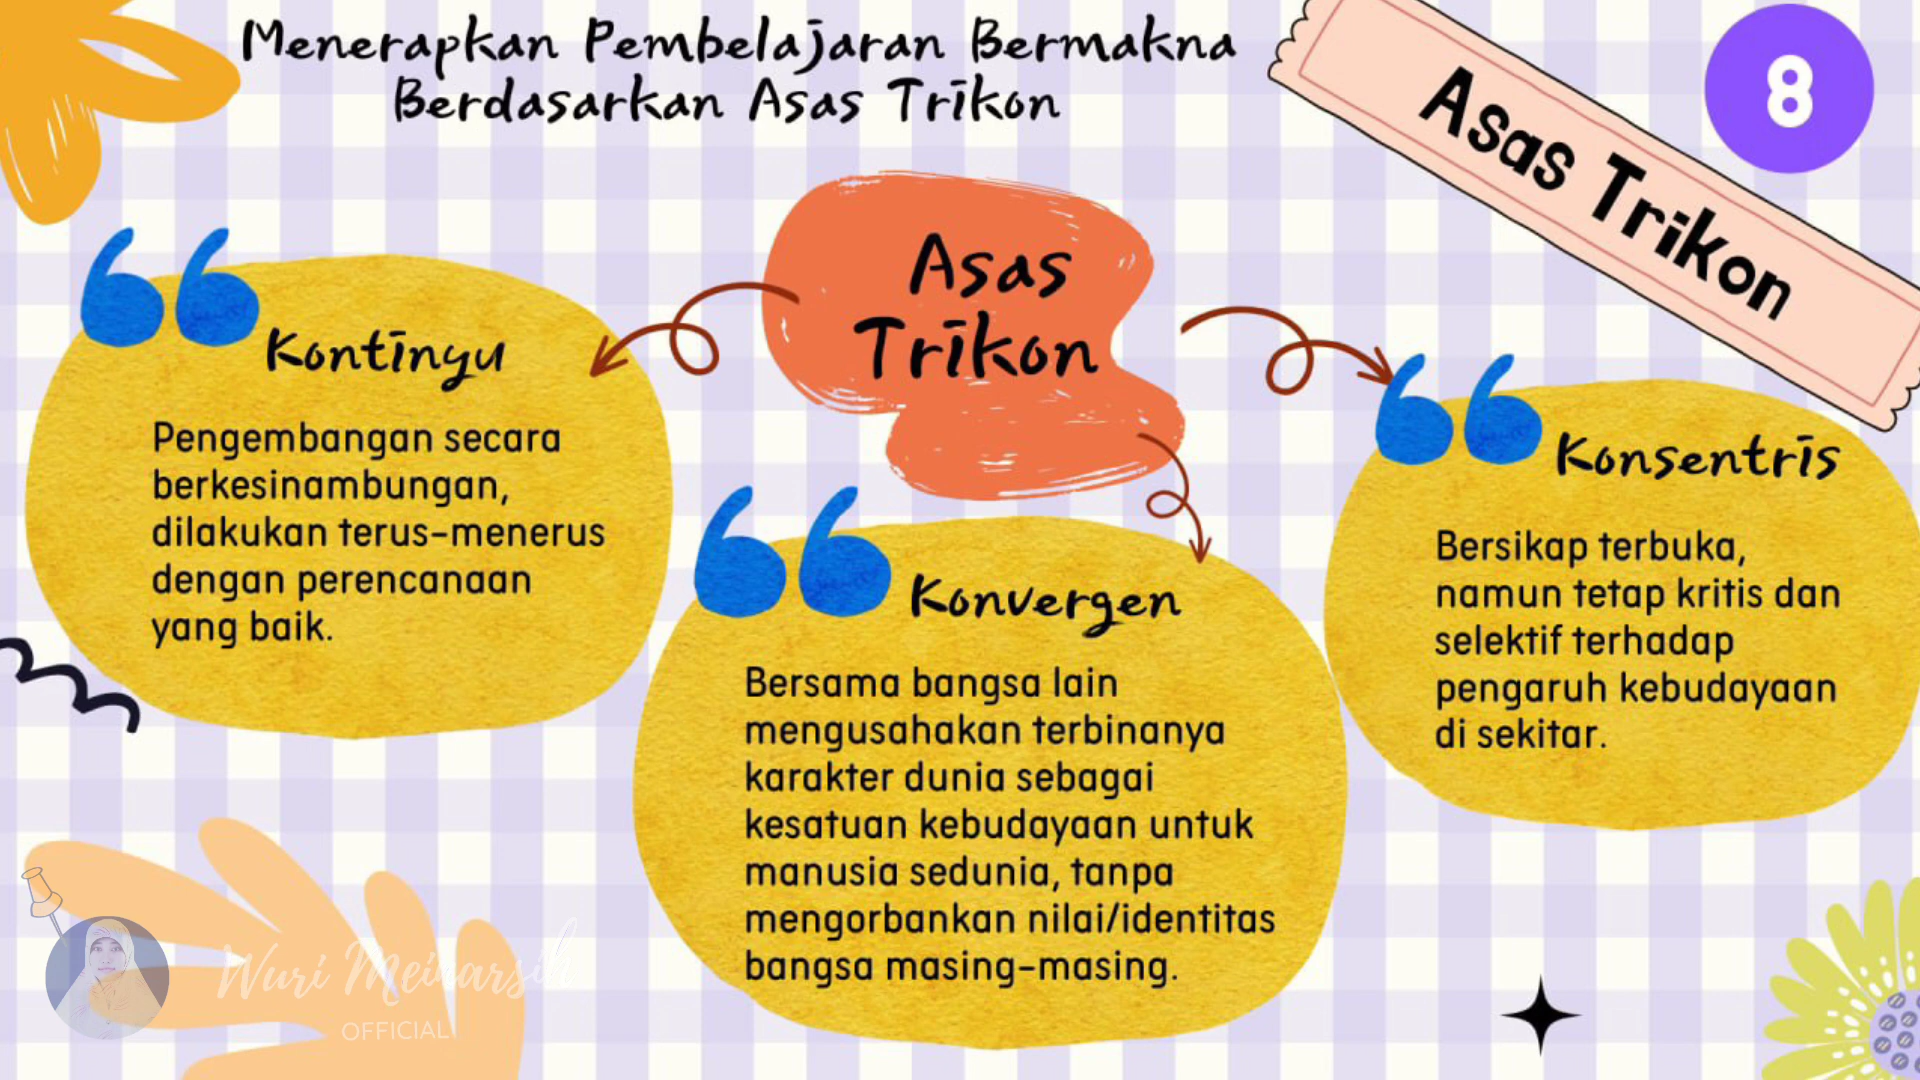 Menerapkan Pembelajaran Bermakna
Berdasarkan Asas Trikon
Asas Trikon
8
Asas
Trikon
Kontinyu
Pengembangan secara
berkesinambungan,
dilakukan terus-menerus
dengan perencanaan
yang baik.
Konvergen
Bersama bangsa lain
mengusahakan terbinanya
karakter dunia sebagai
kesatuan kebudayaan untuk
manusia sedunia, tanpa
mengorbankan nilai/identitas
bangsa masing-masing.
Konsentris
Bersikap terbuka,
namun tetap kritis dan
selektif terhadap
pengaruh kebudayaan
di sekitar.
Wuri Meinarsih
OFFICIAL